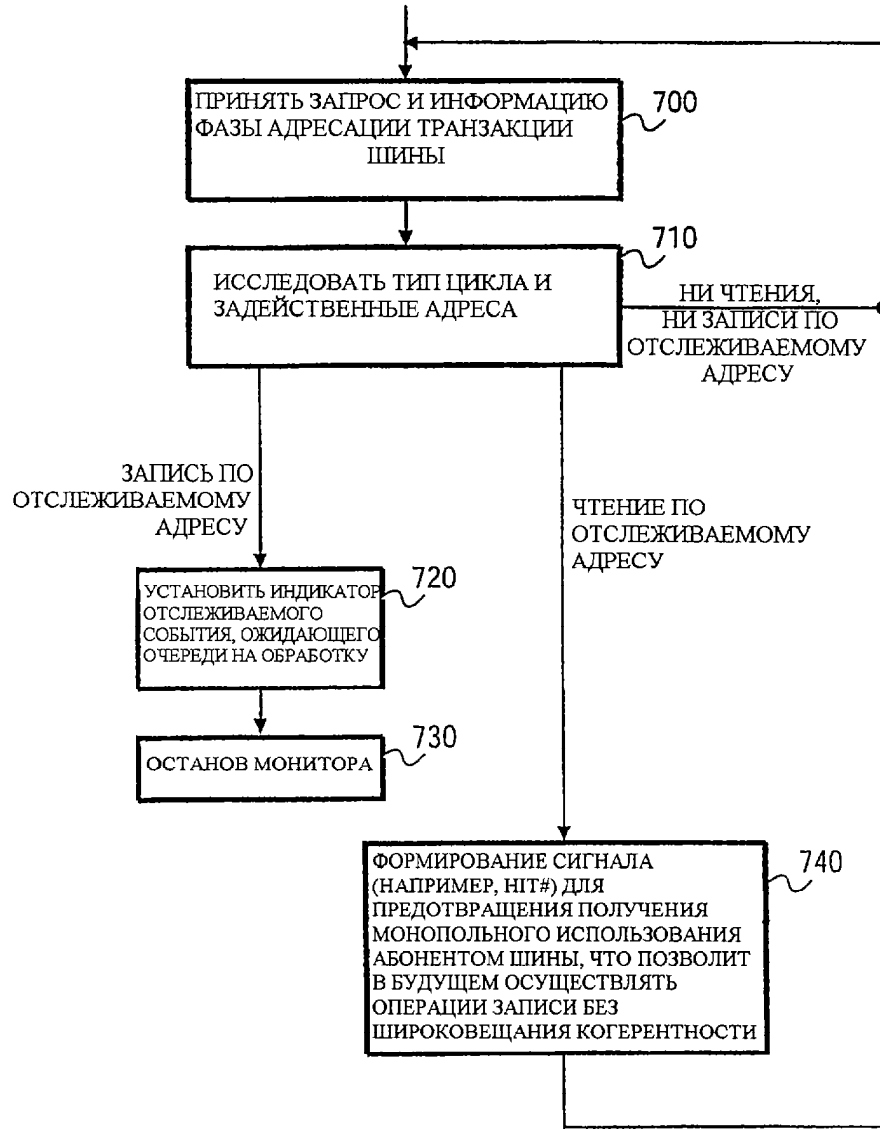 ПРИНЯТЬ ЗАПРОС И ИНФОРМАЦИЮ
ФАЗЫ АДРЕСАЦИИ ТРАНЗАКЦИИ
ШИНЫ
700
ИССЛЕДОВАТЬ ТИП ЦИКЛА И
ЗАДЕЙСТВЕННЫЕ АДРЕСА
710
НИ ЧТЕНИЯ,
НИ ЗАПИСИ ПО
ОТСЛЕЖИВАЕМОМУ
АДРЕСУ
ЗАПИСЬ ПО
ОТСЛЕЖИВАЕМОМУ
АДРЕСУ
ЧТЕНИЕ ПО
ОТСЛЕЖИВАЕМОМУ
АДРЕСУ
УСТАНОВИТЬ ИНДИКАТОР
ОТСЛЕЖИВАЕМОГО
СОБЫТИЯ, ОЖИДАЮЩЕГО
ОЧЕРЕДИ НА ОБРАБОТКУ
720
ОСТАНОВ МОНИТОРА
730
ФОРМИРОВАНИЕ СИГНАЛА
(НАПРИМЕР, HIT#) ДЛЯ
ПРЕДОТВРАЩЕНИЯ ПОЛУЧЕНИЯ
МОНОПОЛЬНОГО ИСПОЛЬЗОВАНИЯ
АБОНЕНТОМ ШИНЫ, ЧТО ПОЗВОЛИТ
В БУДУЩЕМ ОСУЩЕСТВЛЯТЬ
ОПЕРАЦИИ ЗАПИСИ БЕЗ
ШИРОКОВЕЩАНИЯ КОГЕРЕНТНОСТИ
740